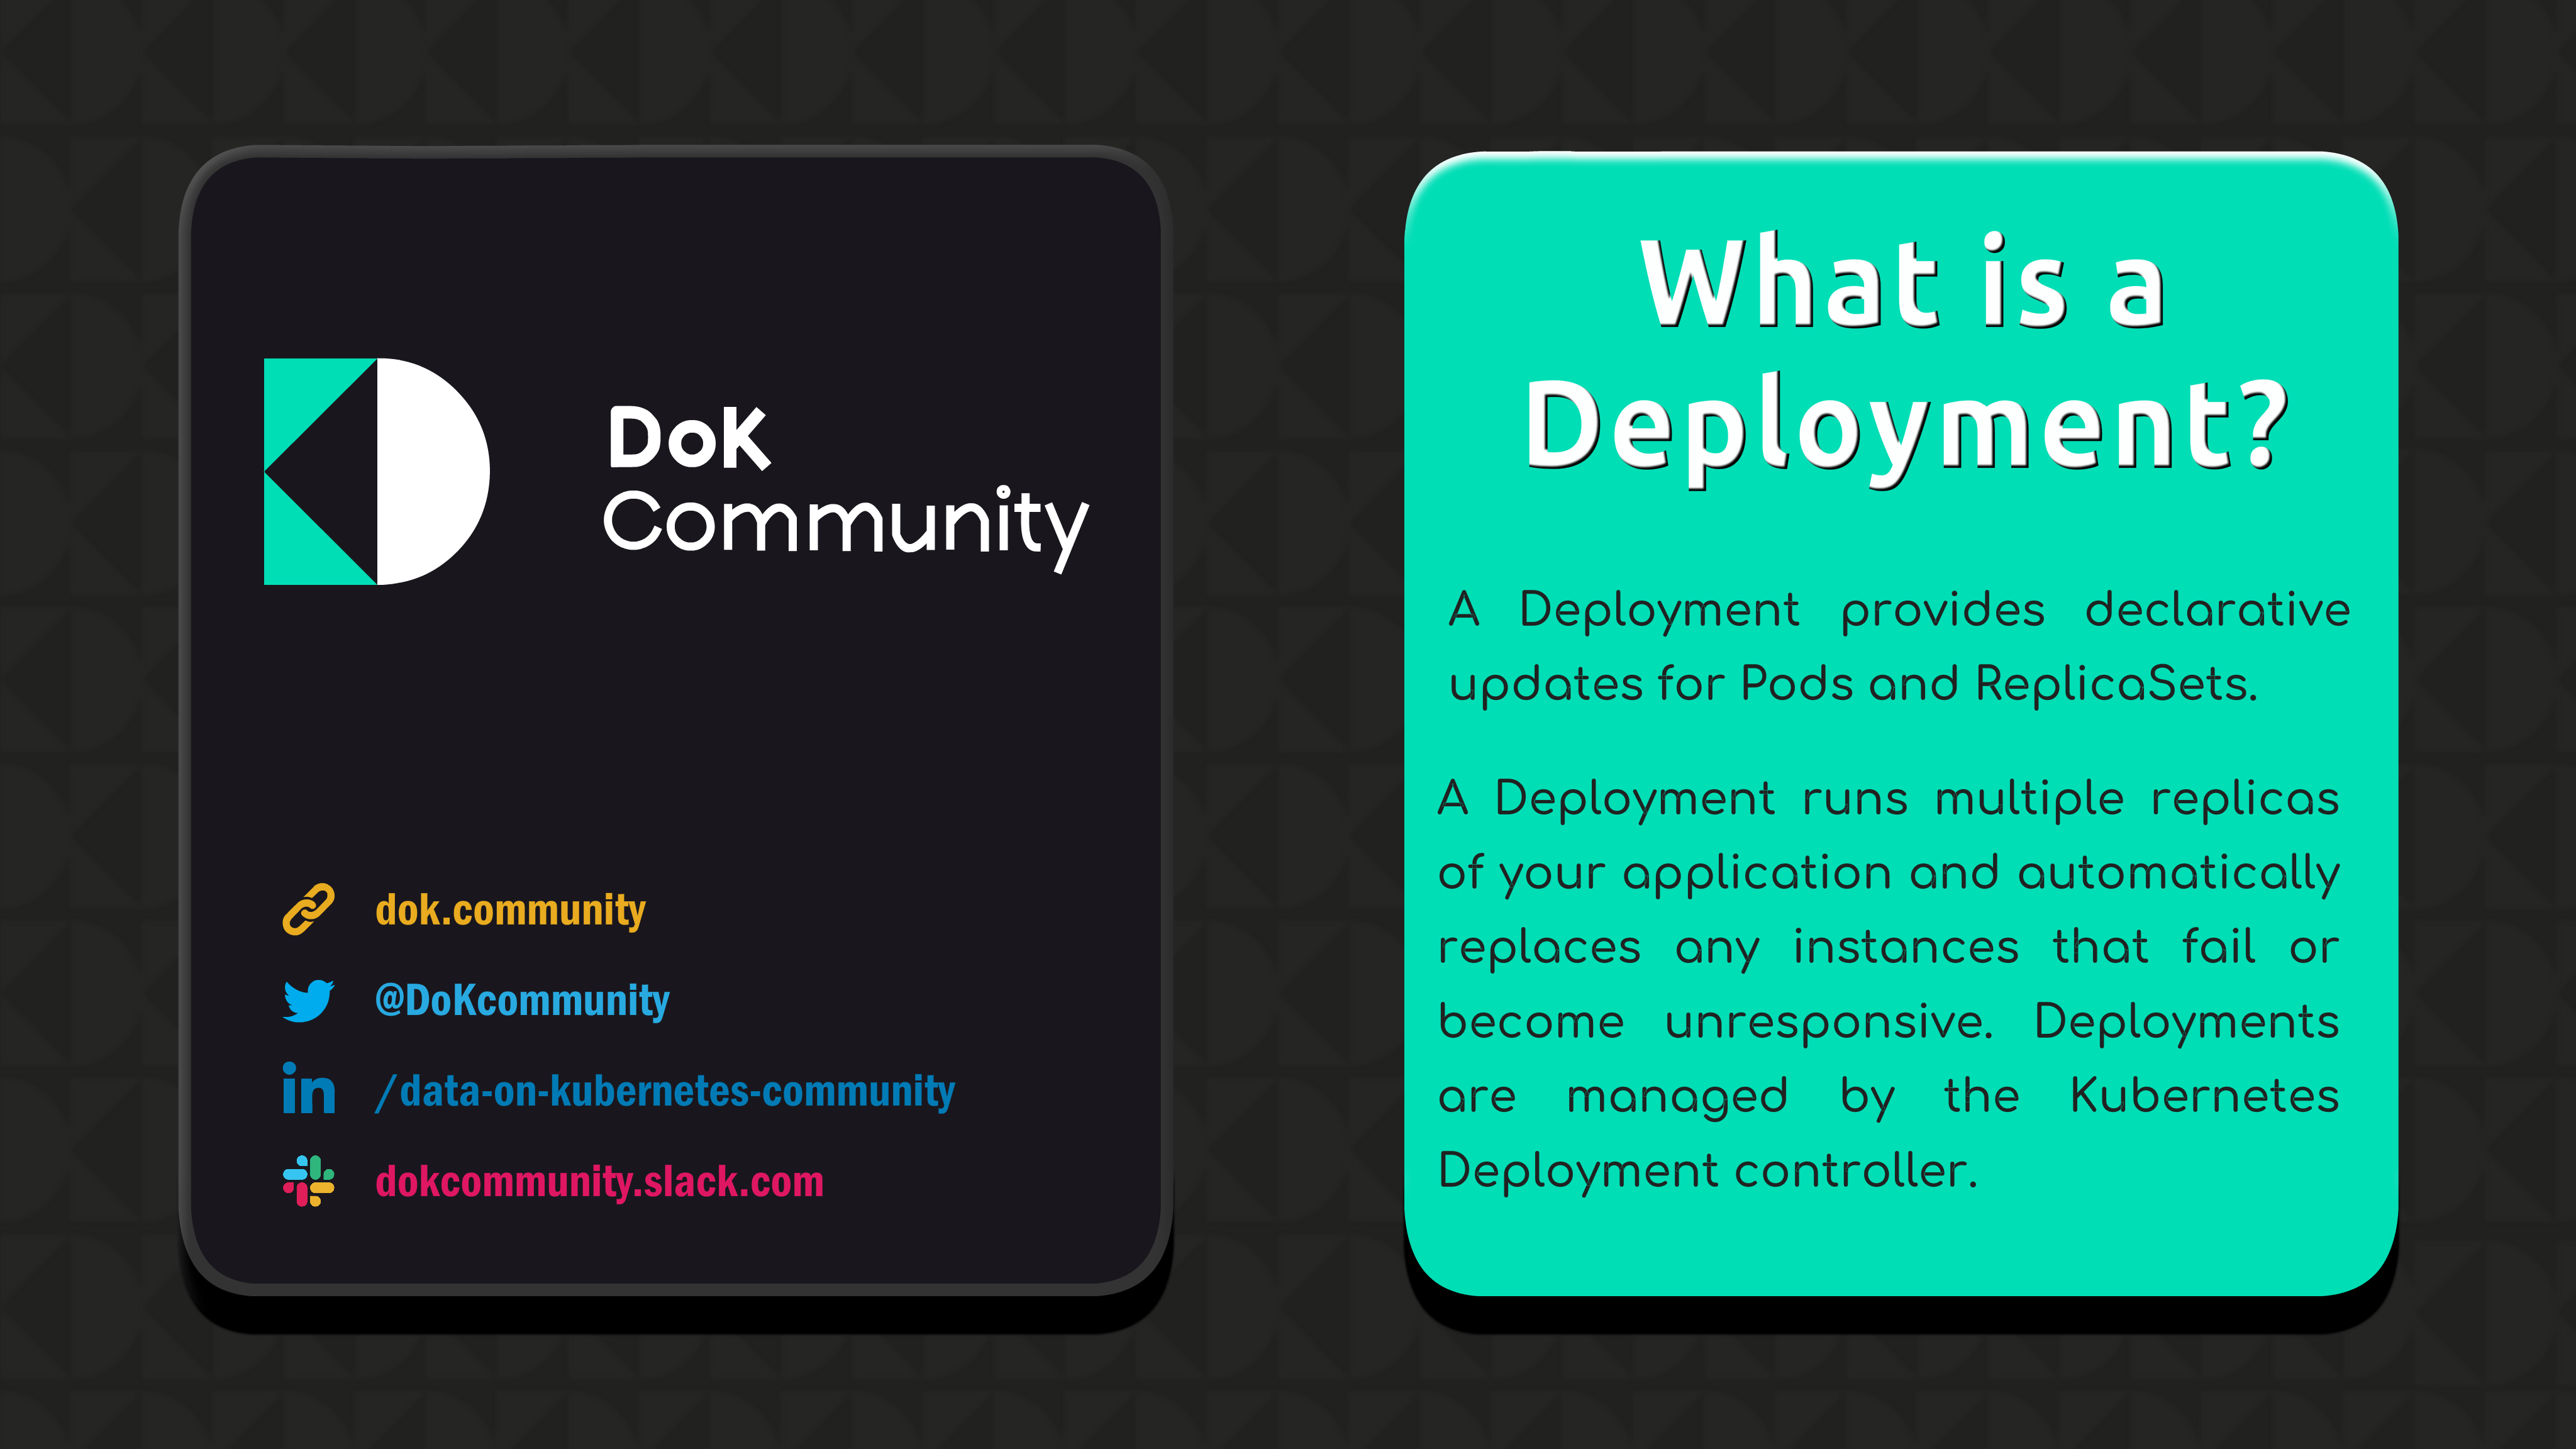 DoK
Community
dok.community
@DoKcommunity
/data-on-kubernetes-community
dokcommunity.slack.com
What is a
Deployment?
A Deployment provides declarative
updates for Pods and ReplicaSets.
A Deployment runs multiple replicas
of your application and automatically
replaces any instances that fail or
become unresponsive. Deployments
are managed by the Kubernetes
Deployment controller.